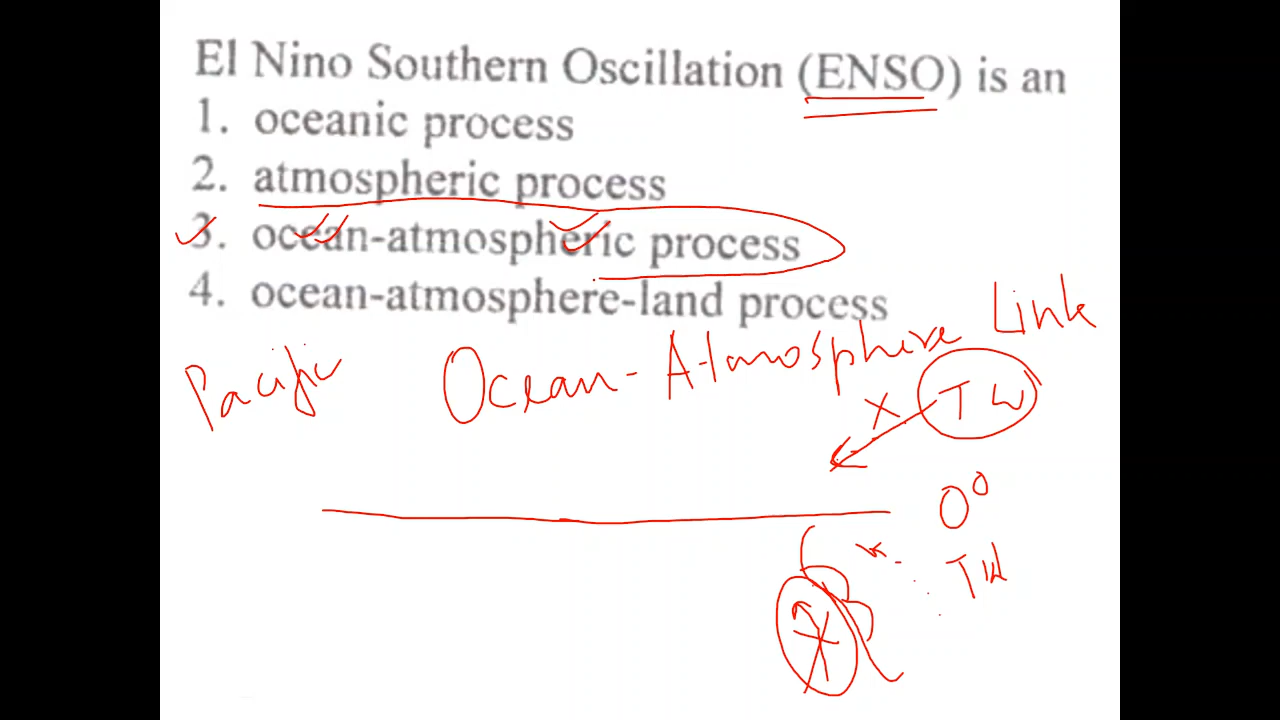 El Nino Southern Oscillation (ENSO) is an
1. oceanic process
2. atmospheric process
3. ocean-atmospheric process
4. ocean-atmosphere-land process
Pacific Ocean-Atmosphere Link
X TW
0°
TW